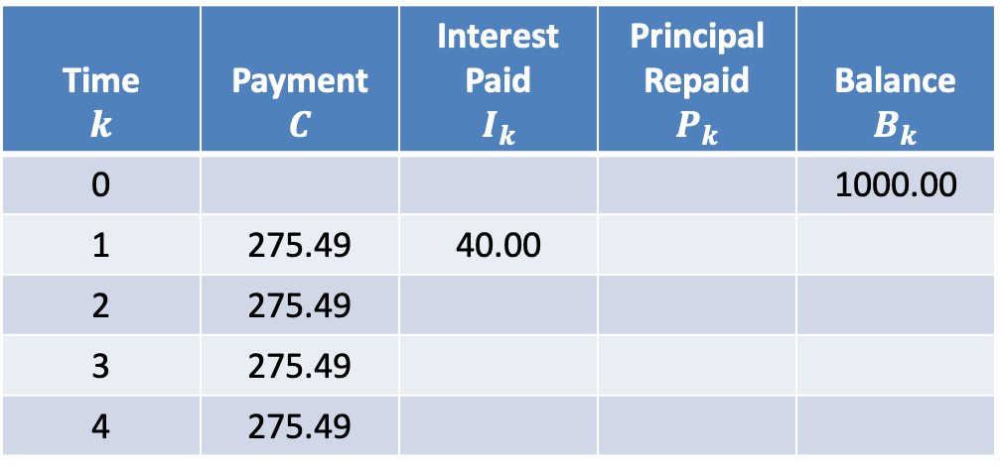 Time k Payment C Interest Paid I_k Principal Repaid P_k Balance B_k
0 1000.00
1 275.49 40.00
2 275.49
3 275.49
4 275.49